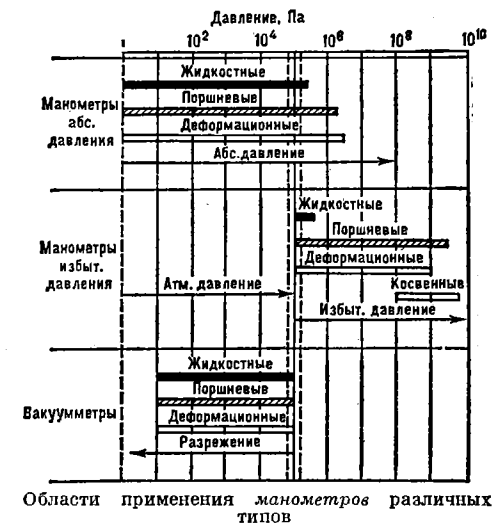 Давление, Па
10² 10⁴ 10⁶ 10⁸ 10¹⁰
Жидкостные
Манометры
абс.
давления
Поршневые
Деформационные
Абс.давление
Жидкостные
Манометры
избыт.
давления
Поршневые
Деформационные
Косвенные
Атм. давление
Избыт. давление
Жидкостные
Поршневые
Вакуумметры
Деформационные
Разрежение
Области применения манометров различных
типов